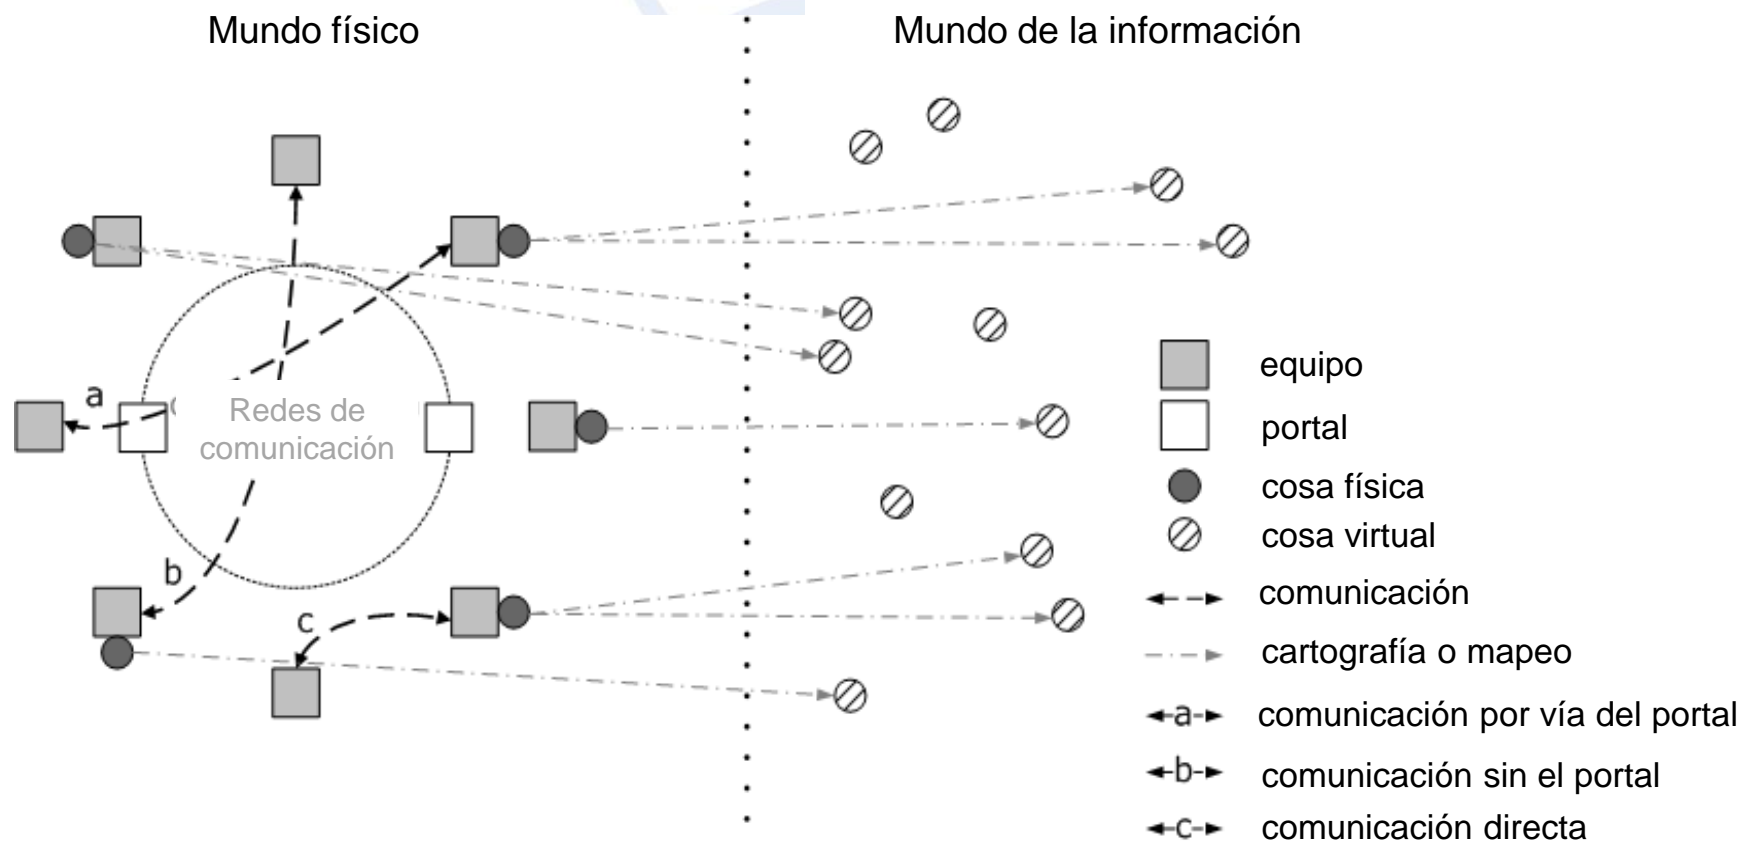 Mundo físico
Mundo de la información
a
Redes de
comunicación
b
c
equipo
portal
cosa física
cosa virtual
comunicación
cartografía o mapeo
a comunicación por vía del portal
b comunicación sin el portal
c comunicación directa